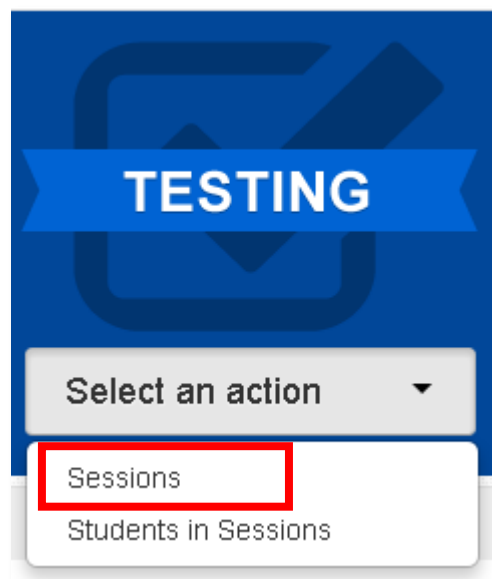 TESTING
Select an action
Sessions
Students in Sessions